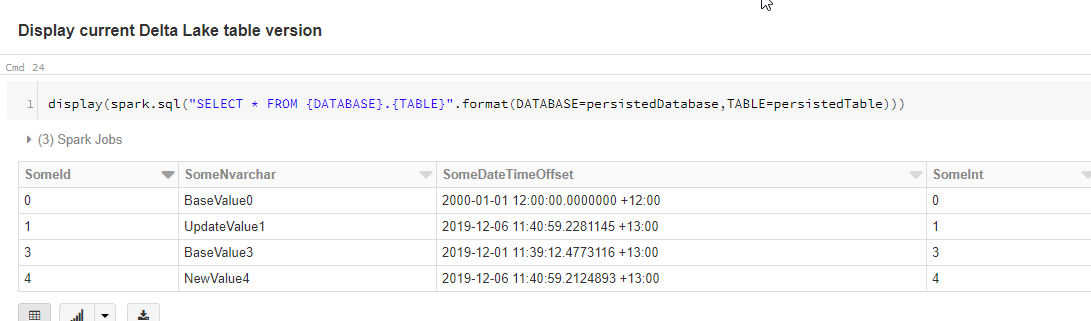 Display current Delta Lake table version
Cmd 24
1 display(spark.sql("SELECT * FROM {DATABASE}.{TABLE}".format(DATABASE=persistedDatabase,TABLE=persistedTable)))
(3) Spark Jobs
SomeId SomeNvarchar SomeDateTimeOffset SomeInt
0 BaseValue0 2000-01-01 12:00:00.0000000 +12:00 0
1 UpdateValue1 2019-12-06 11:40:59.2281145 +13:00 1
3 BaseValue3 2019-12-01 11:39:12.4773116 +13:00 3
4 NewValue4 2019-12-06 11:40:59.2124893 +13:00 4